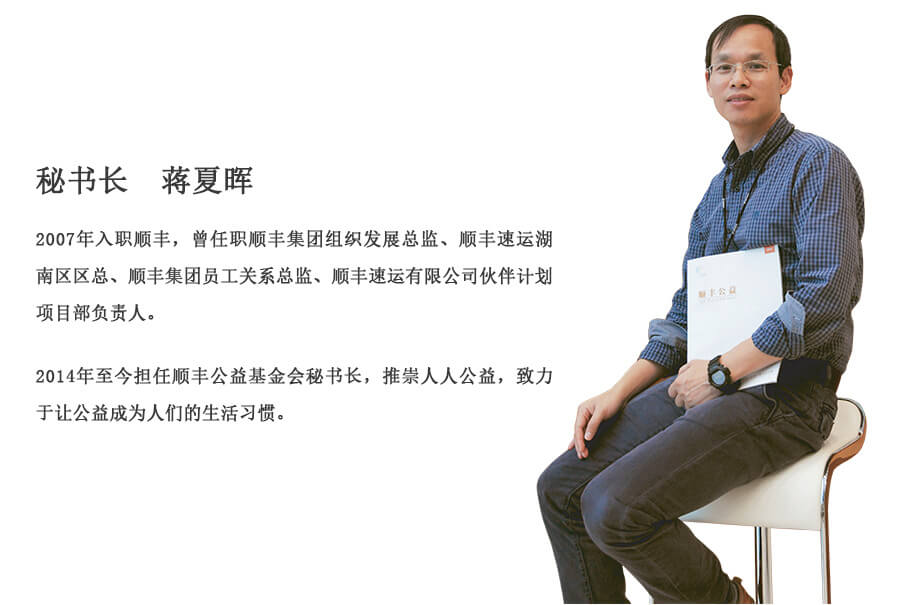 秘书长　蒋夏晖
2007年入职顺丰，曾任职顺丰集团组织发展总监、顺丰速运湖
南区区总、顺丰集团员工关系总监、顺丰速运有限公司伙伴计划
项目部负责人。
2014年至今担任顺丰公益基金会秘书长，推崇人人公益，致力
于让公益成为人们的生活习惯。
顺丰公益